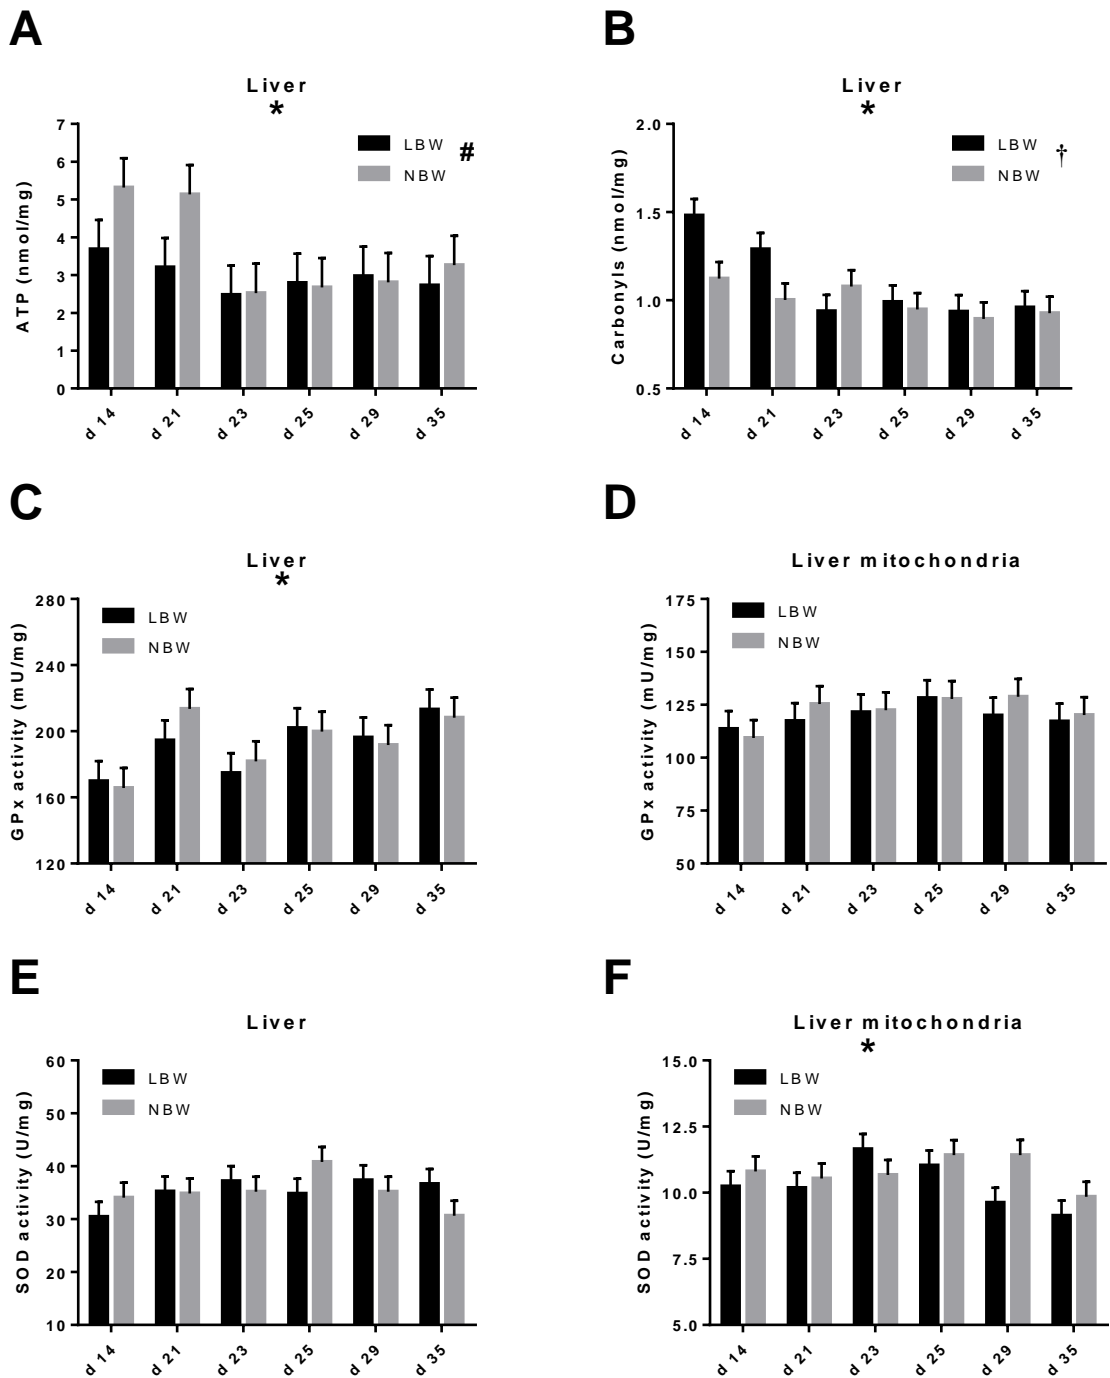 A
Liver
*
LBW #
NBW
ATP (nmol/mg)
7
6
5
4
3
2
1
0
d 14 d 21 d 23 d 25 d 29 d 35
B
Liver
*
LBW †
NBW
Carbonyls (nmol/mg)
2.0
1.5
1.0
0.5
d 14 d 21 d 23 d 25 d 29 d 35
C
Liver
*
LBW
NBW
GPx activity (mU/mg)
280
240
200
160
120
d 14 d 21 d 23 d 25 d 29 d 35
D
Liver mitochondria
LBW
NBW
GPx activity (mU/mg)
175
150
125
100
75
50
d 14 d 21 d 23 d 25 d 29 d 35
E
Liver
LBW
NBW
SOD activity (U/mg)
60
50
40
30
20
10
d 14 d 21 d 23 d 25 d 29 d 35
F
Liver mitochondria
*
LBW
NBW
SOD activity (U/mg)
15.0
12.5
10.0
7.5
5.0
d 14 d 21 d 23 d 25 d 29 d 35